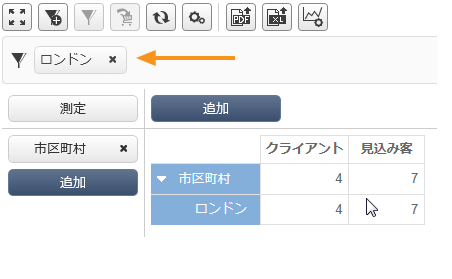 PDF XL
ロンドン ×
測定 追加
市区町村 ×
追加
クライアント 見込み客
市区町村 4 7
ロンドン 4 7